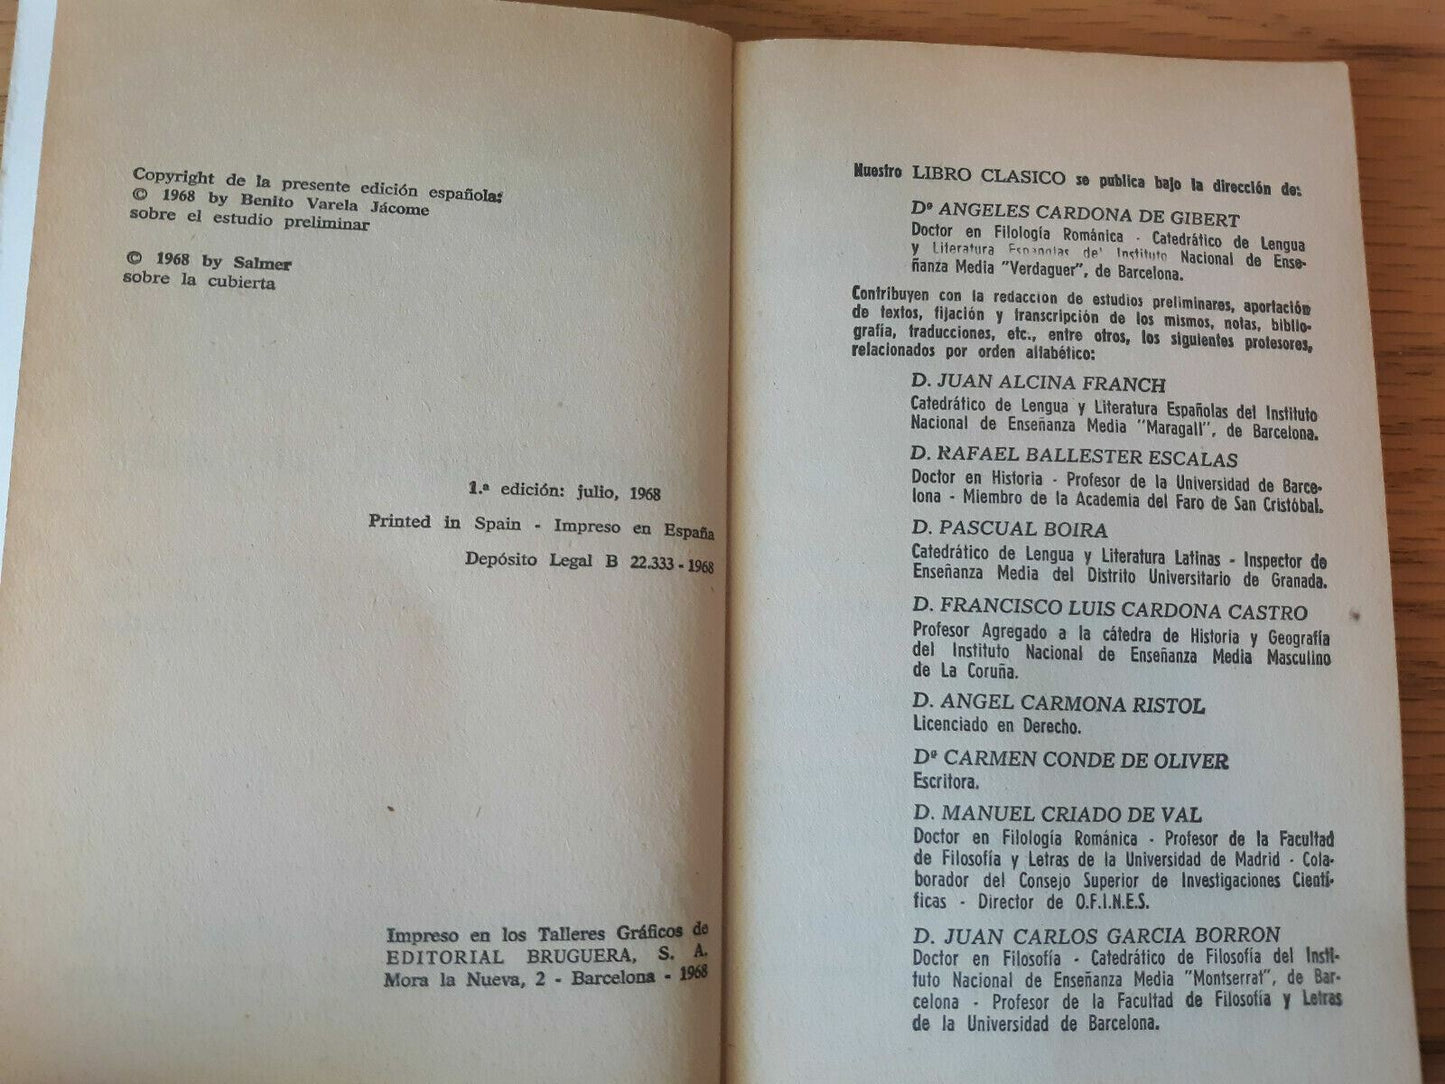 Copyright de la presente edición española:
© 1968 by Benito Varela Jácome
sobre el estudio preliminar
© 1968 by Salmer
sobre la cubierta
1.ª edición: julio, 1968
Printed in Spain - Impreso en España
Depósito Legal B 22.333 - 1968
Impreso en los Talleres Gráficos de
EDITORIAL BRUGUERA, S. A.
Mora la Nueva, 2 - Barcelona - 1968
Nuestro LIBRO CLASICO se publica bajo la dirección de:
Dª ANGELES CARDONA DE GIBERT
Doctor en Filología Románica - Catedrático de Lengua
y Literatura Españolas del Instituto Nacional de Ense-
ñanza Media "Verdaguer", de Barcelona.
Contribuyen con la redacción de estudios preliminares, aportación
de textos, fijación y transcripción de los mismos, notas, biblio-
grafía, traducciones, etc., entre otros, los siguientes profesores,
relacionados por orden alfabético:
D. JUAN ALCINA FRANCH
Catedrático de Lengua y Literatura Españolas del Instituto
Nacional de Enseñanza Media "Maragall", de Barcelona.
D. RAFAEL BALLESTER ESCALAS
Doctor en Historia - Profesor de la Universidad de Barce-
lona - Miembro de la Academia del Faro de San Cristóbal.
D. PASCUAL BOIRA
Catedrático de Lengua y Literatura Latinas - Inspector de
Enseñanza Media del Distrito Universitario de Granada.
D. FRANCISCO LUIS CARDONA CASTRO
Profesor Agregado a la cátedra de Historia y Geografía
del Instituto Nacional de Enseñanza Media Masculino
de La Coruña.
D. ANGEL CARMONA RISTOL
Licenciado en Derecho.
Dª CARMEN CONDE DE OLIVER
Escritora.
D. MANUEL CRIADO DE VAL
Doctor en Filología Románica - Profesor de la Facultad
de Filosofía y Letras de la Universidad de Madrid - Cola-
borador del Consejo Superior de Investigaciones Cientí-
ficas - Director de O.F.I.N.E.S.
D. JUAN CARLOS GARCIA BORRON
Doctor en Filosofía - Catedrático de Filosofía del Insti-
tuto Nacional de Enseñanza Media "Montserrat", de Bar-
celona - Profesor de la Facultad de Filosofía y Letras
de la Universidad de Barcelona.